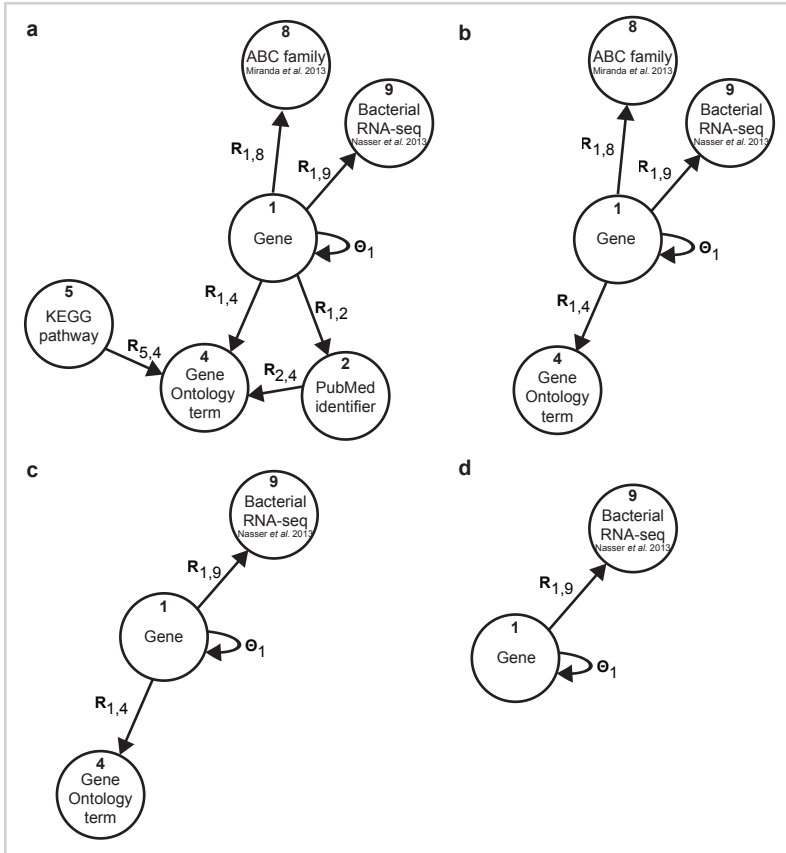 a
8
ABC family
Miranda et al. 2013
9
Bacterial
RNA-seq
Nasser et al. 2013
R1,8
R1,9
1
Gene
Θ1
R1,4
R1,2
5
KEGG
pathway
R5,4
4
Gene
Ontology
term
R2,4
2
PubMed
identifier
b
8
ABC family
Miranda et al. 2013
9
Bacterial
RNA-seq
Nasser et al. 2013
R1,8
R1,9
1
Gene
Θ1
R1,4
4
Gene
Ontology
term
c
9
Bacterial
RNA-seq
Nasser et al. 2013
R1,9
1
Gene
Θ1
R1,4
4
Gene
Ontology
term
d
9
Bacterial
RNA-seq
Nasser et al. 2013
R1,9
1
Gene
Θ1